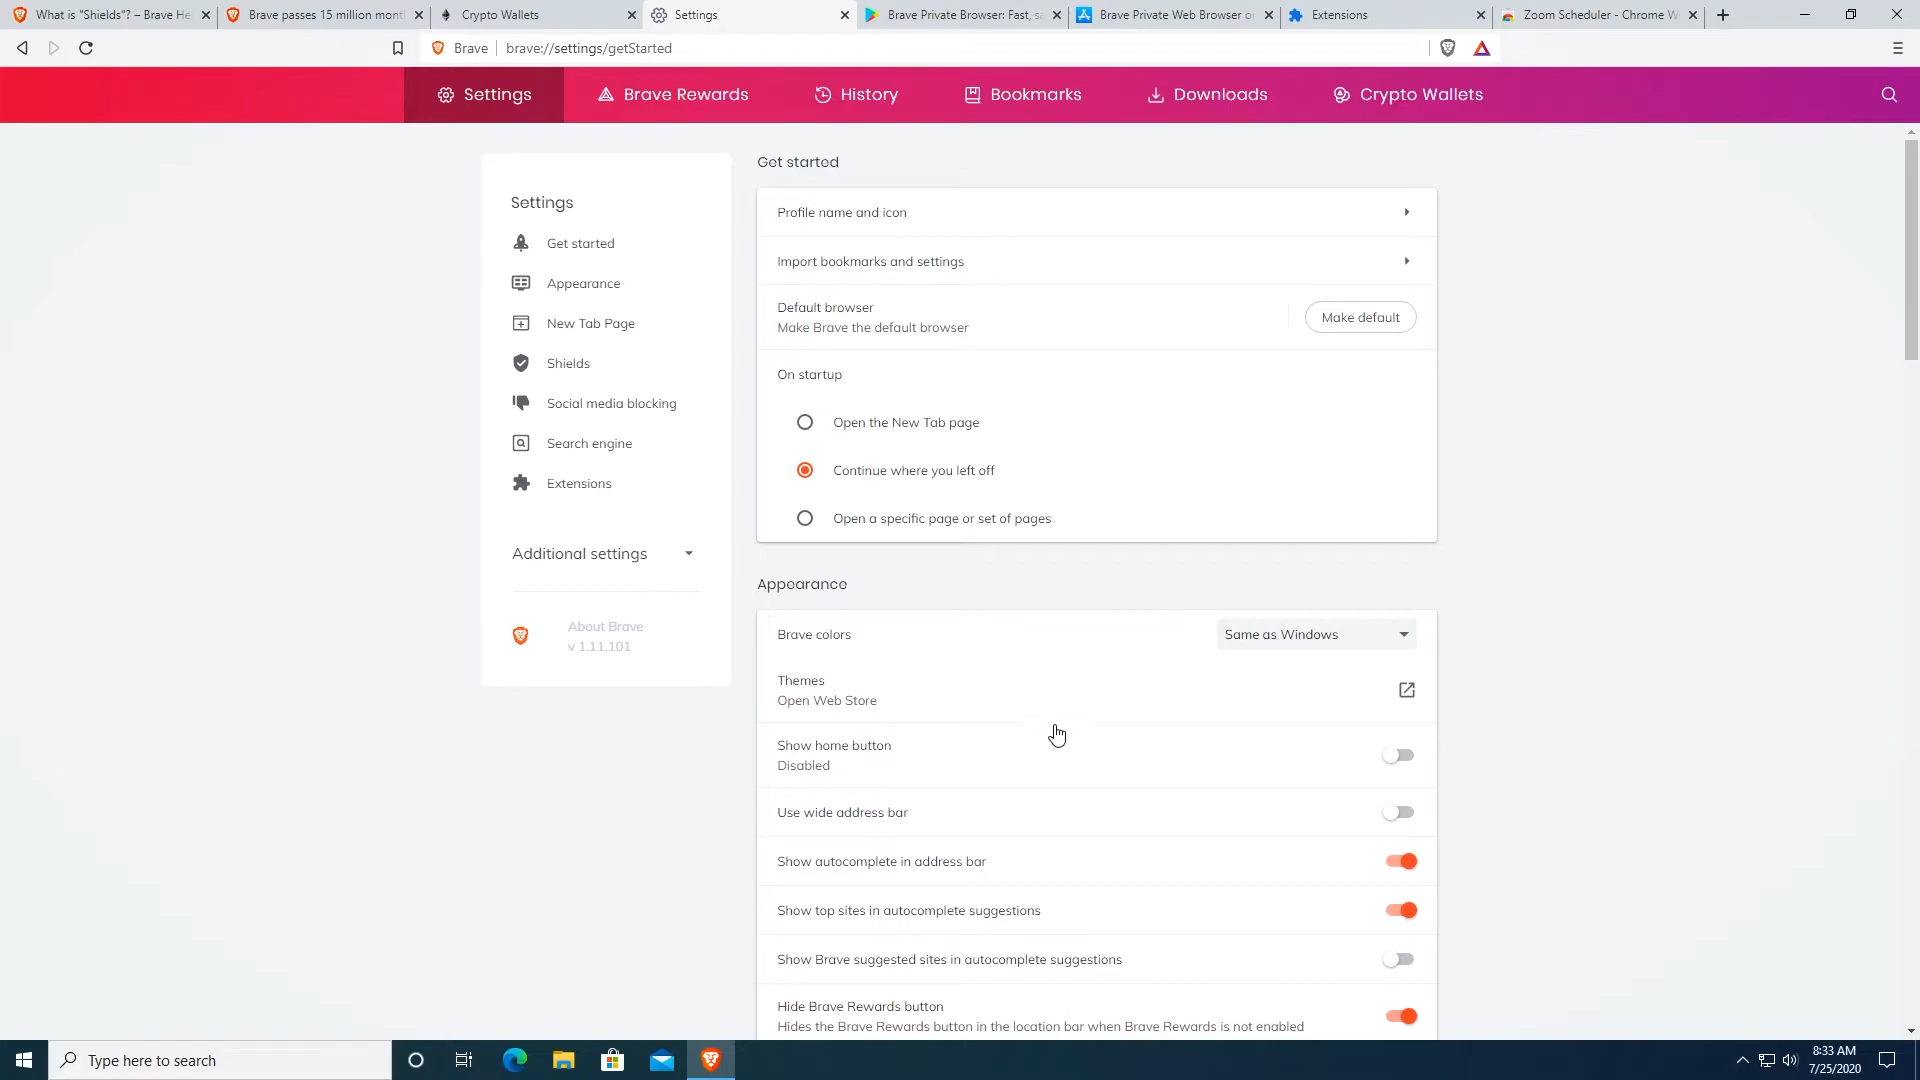 What is "Shields"? – Brave He
Brave passes 15 million mont
Crypto Wallets
Settings
Brave Private Browser: Fast, s
Brave Private Web Browser o
Extensions
Zoom Scheduler - Chrome W
Brave
brave://settings/getStarted
Settings
Brave Rewards
History
Bookmarks
Downloads
Crypto Wallets
Settings
Get started
Appearance
New Tab Page
Shields
Social media blocking
Search engine
Extensions
Additional settings
About Brave
v 1.11.101
Get started
Profile name and icon
Import bookmarks and settings
Default browser
Make Brave the default browser
Make default
On startup
Open the New Tab page
Continue where you left off
Open a specific page or set of pages
Appearance
Brave colors
Same as Windows
Themes
Open Web Store
Show home button
Disabled
Use wide address bar
Show autocomplete in address bar
Show top sites in autocomplete suggestions
Show Brave suggested sites in autocomplete suggestions
Hide Brave Rewards button
Hides the Brave Rewards button in the location bar when Brave Rewards is not enabled
Type here to search
8:33 AM
7/25/2020